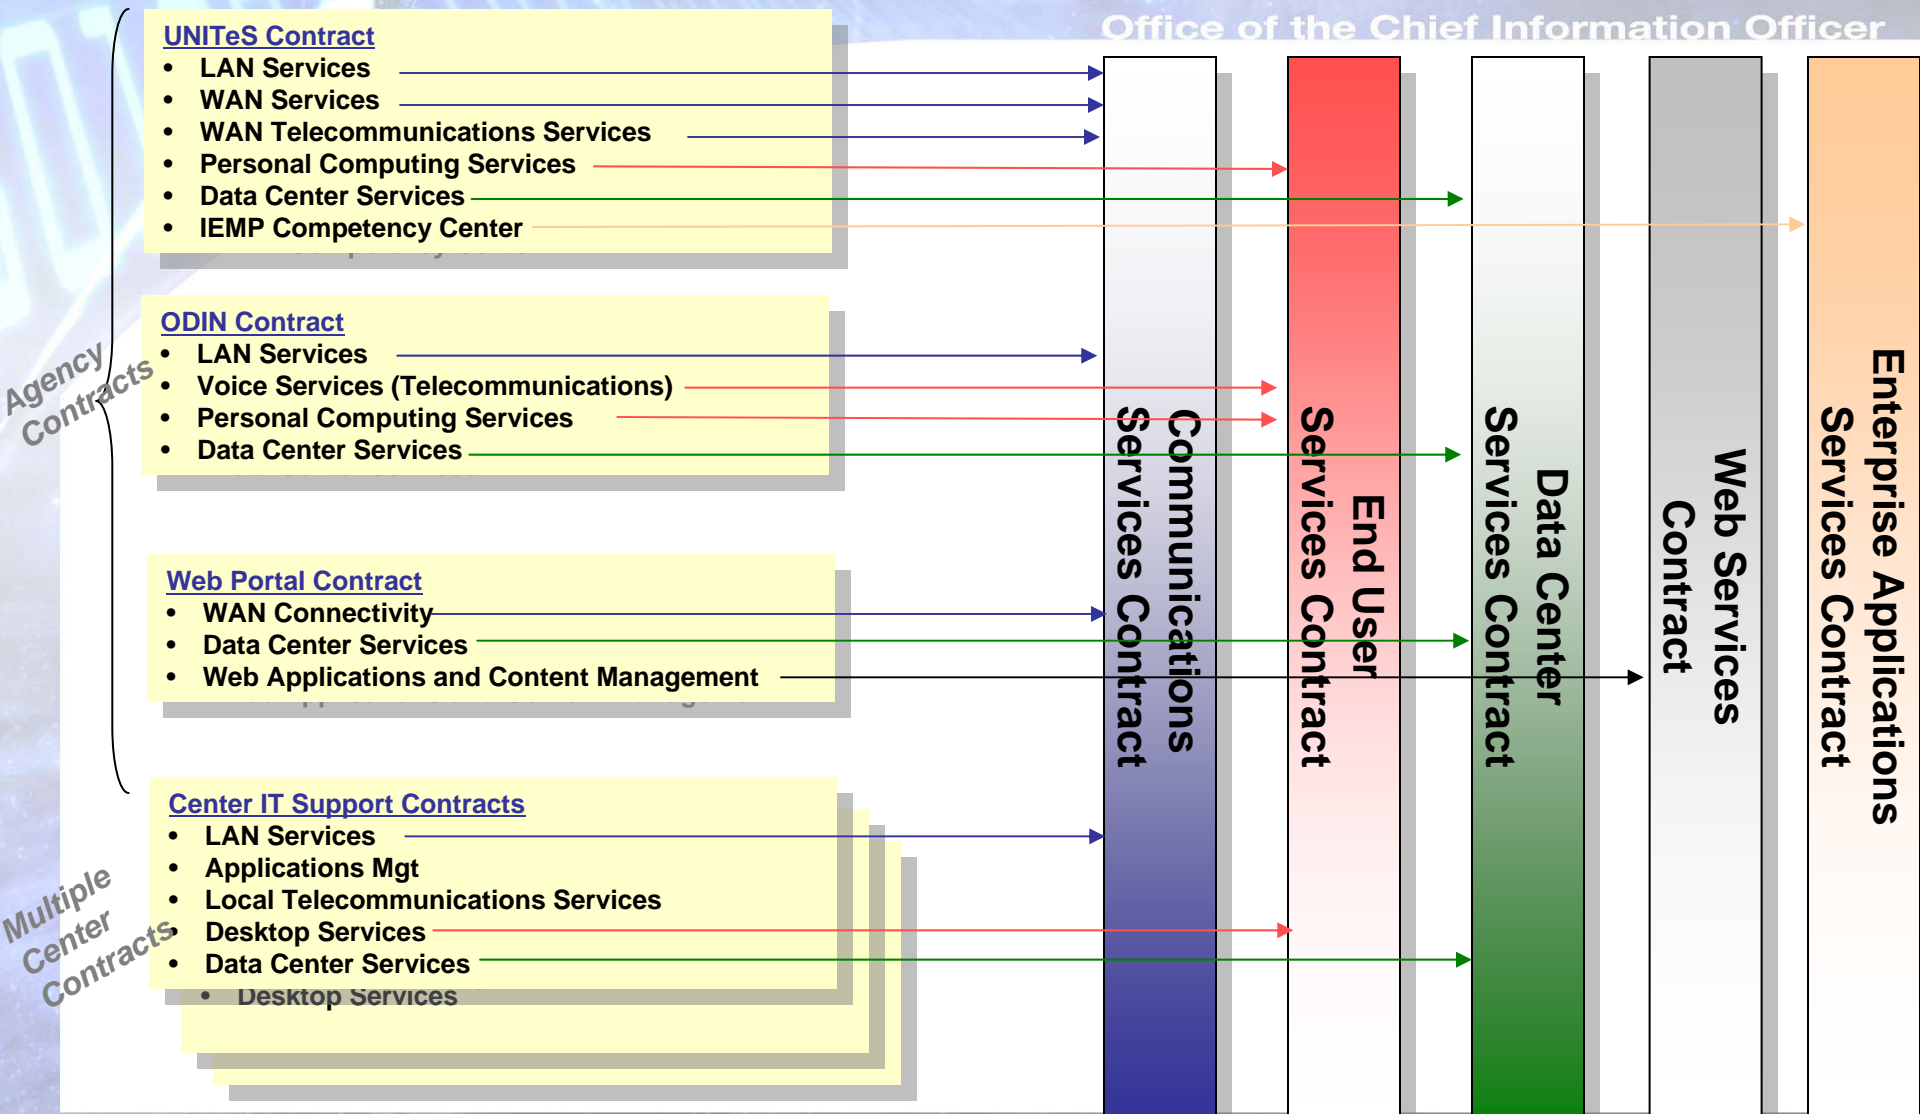 Office of the Chief Information Officer
UNITeS Contract
• LAN Services
• WAN Services
• WAN Telecommunications Services
• Personal Computing Services
• Data Center Services
• IEMP Competency Center
ODIN Contract
• LAN Services
• Voice Services (Telecommunications)
• Personal Computing Services
• Data Center Services
Web Portal Contract
• WAN Connectivity
• Data Center Services
• Web Applications and Content Management
Center IT Support Contracts
• LAN Services
• Applications Mgt
• Local Telecommunications Services
• Desktop Services
• Data Center Services
• Desktop Services
Agency
Contracts
Multiple
Center
Contracts
Communications
Services Contract
End User
Services Contract
Data Center
Services Contract
Web Services
Contract
Enterprise Applications
Services Contract